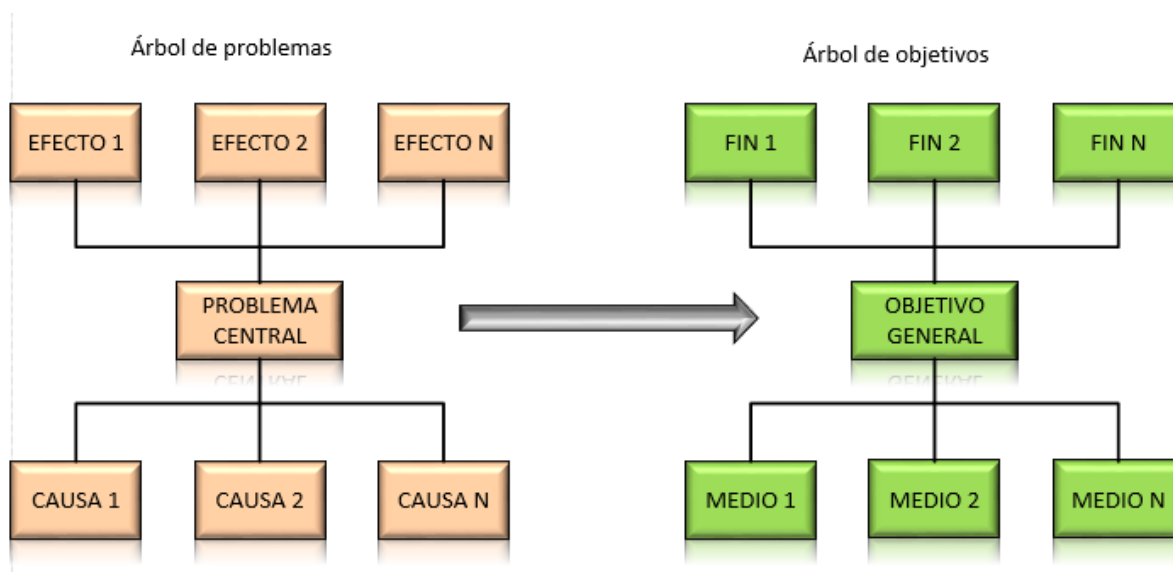 Árbol de problemas
EFECTO 1
EFECTO 2
EFECTO N
PROBLEMA
CENTRAL
CAUSA 1
CAUSA 2
CAUSA N
Árbol de objetivos
FIN 1
FIN 2
FIN N
OBJETIVO
GENERAL
MEDIO 1
MEDIO 2
MEDIO N